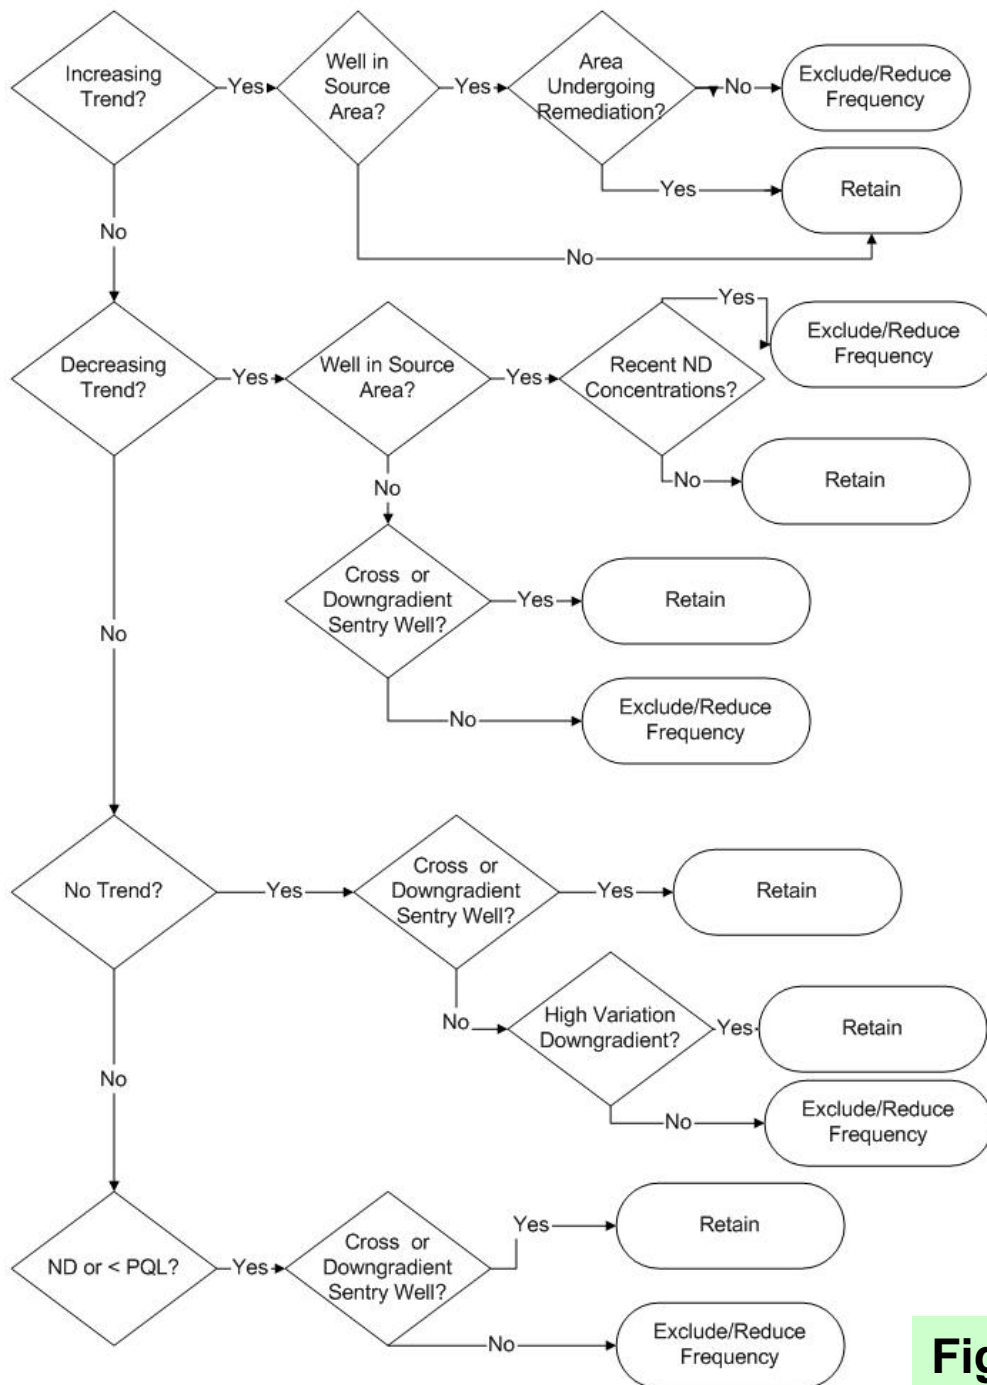 Increasing
Trend?
Yes
Well in
Source
Area?
Yes
Area
Undergoing
Remediation?
No
Exclude/Reduce
Frequency
Yes
Retain
No
No
Decreasing
Trend?
Yes
Well in Source
Area?
Yes
Recent ND
Concentrations?
Yes
Exclude/Reduce
Frequency
No
Retain
No
Cross or
Downgradient
Sentry Well?
Yes
Retain
No
Exclude/Reduce
Frequency
No
No Trend?
Yes
Cross or
Downgradient
Sentry Well?
Yes
Retain
No
High Variation
Downgradient?
Yes
Retain
No
Exclude/Reduce
Frequency
No
ND or < PQL?
Yes
Cross or
Downgradient
Sentry Well?
Yes
Retain
No
Exclude/Reduce
Frequency
Fig